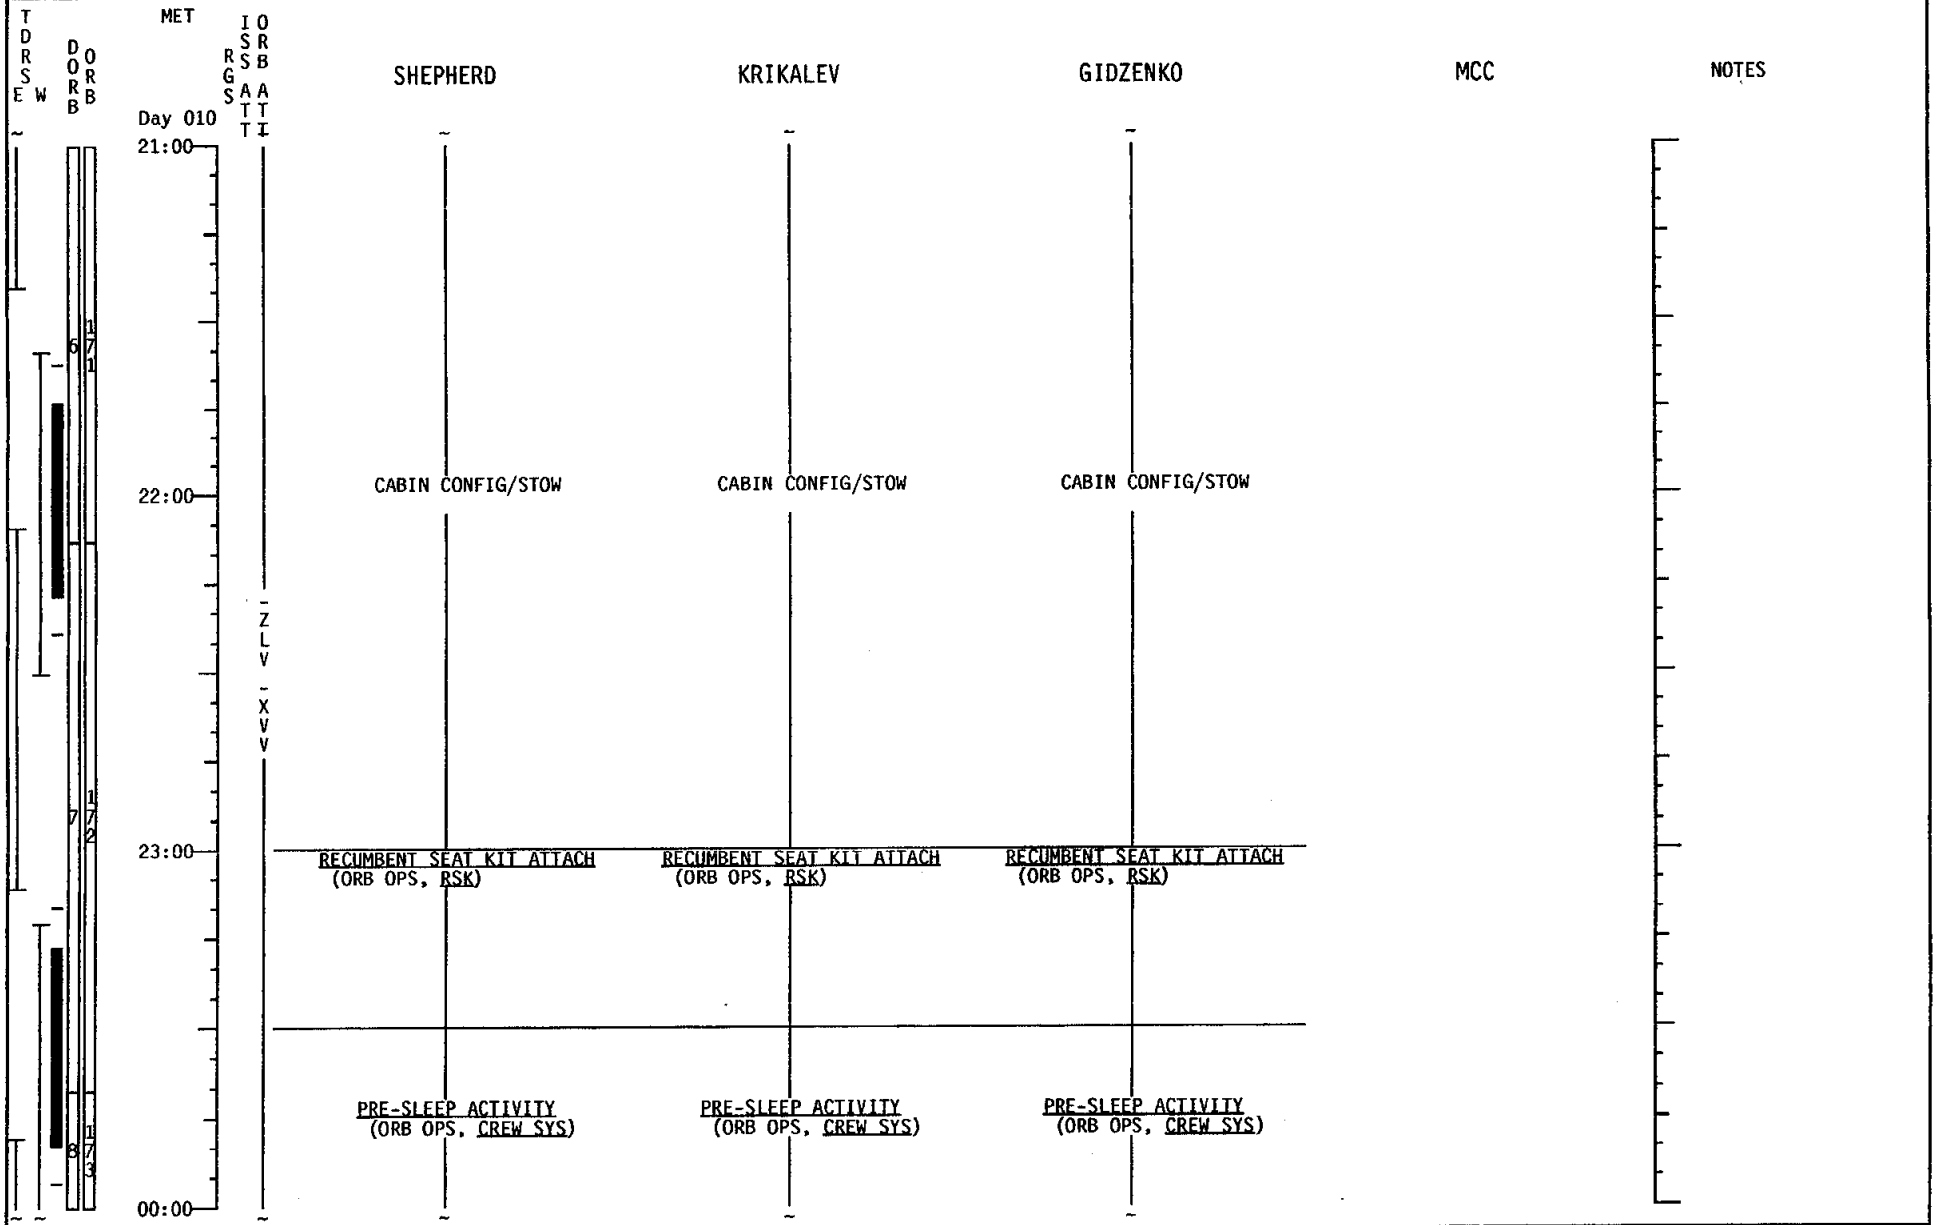 TDRS
E W
DORB
ORB
MET
Day 010
RGS
ISS ATT
ORB ATT
SHEPHERD
KRIKALEV
GIDZENKO
MCC
NOTES
21:00
6
171
22:00
CABIN CONFIG/STOW
CABIN CONFIG/STOW
CABIN CONFIG/STOW
-ZLV
-XVV
7
172
23:00
RECUMBENT SEAT KIT ATTACH
(ORB OPS, RSK)
RECUMBENT SEAT KIT ATTACH
(ORB OPS, RSK)
RECUMBENT SEAT KIT ATTACH
(ORB OPS, RSK)
8
173
PRE-SLEEP ACTIVITY
(ORB OPS, CREW SYS)
PRE-SLEEP ACTIVITY
(ORB OPS, CREW SYS)
PRE-SLEEP ACTIVITY
(ORB OPS, CREW SYS)
00:00